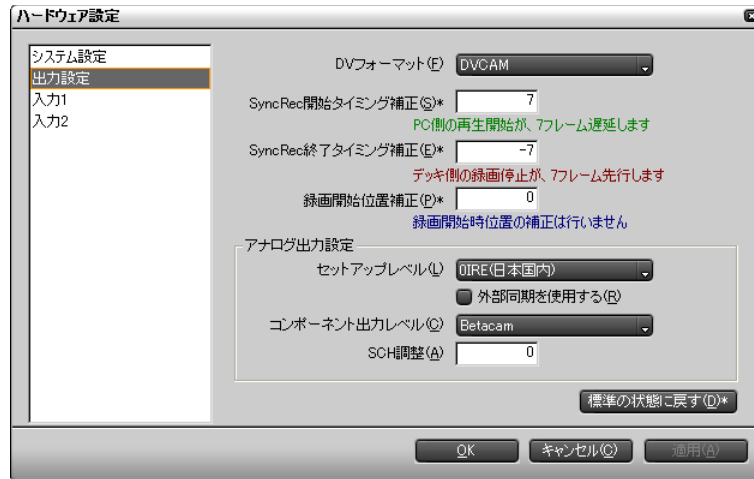 ハードウェア設定
システム設定
出力設定
入力1
入力2
DVフォーマット(F) DVCAM
SyncRec開始タイミング補正(S)* 7
PC側の再生開始が、7フレーム遅延します
SyncRec終了タイミング補正(E)* -7
デッキ側の録画停止が、7フレーム先行します
録画開始位置補正(P)* 0
録画開始時位置の補正は行いません
アナログ出力設定
セットアップレベル(L) 0IRE(日本国内)
外部同期を使用する(R)
コンポーネント出力レベル(C) Betacam
SCH調整(A) 0
標準の状態に戻す(D)*
OK キャンセル(C) 適用(A)